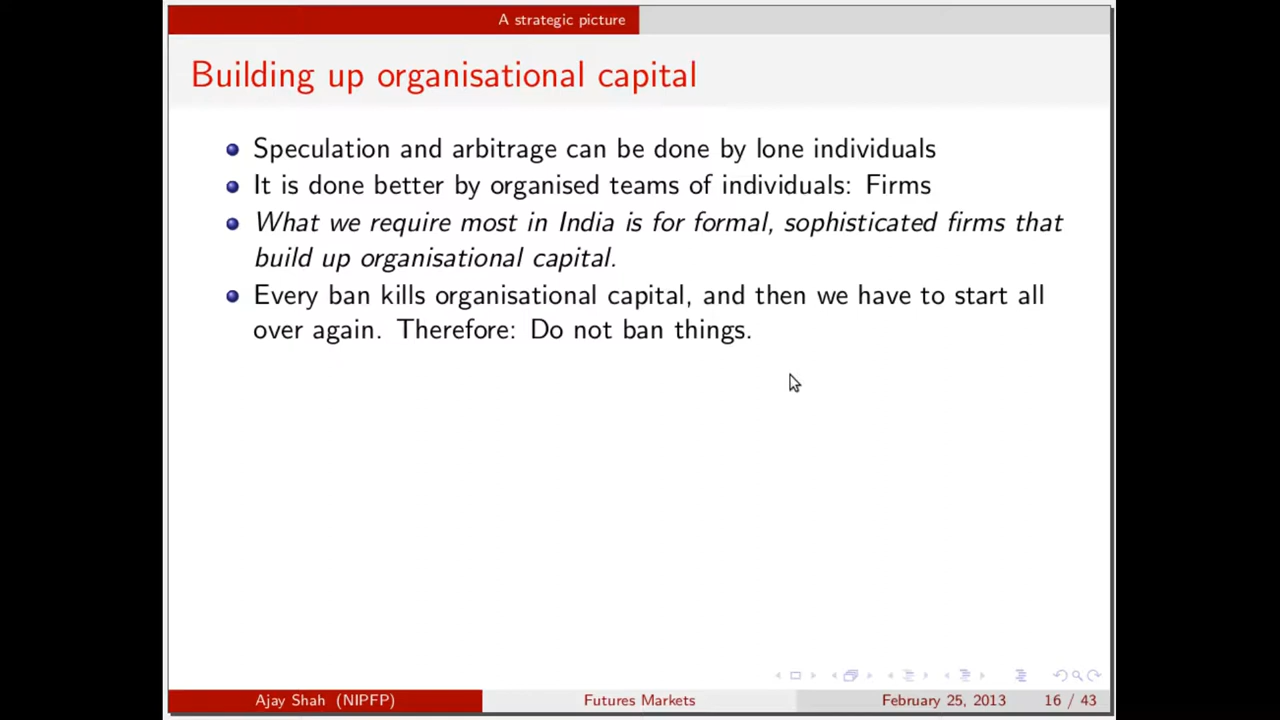 A strategic picture
Building up organisational capital
Speculation and arbitrage can be done by lone individuals
It is done better by organised teams of individuals: Firms
What we require most in India is for formal, sophisticated firms that
build up organisational capital.
Every ban kills organisational capital, and then we have to start all
over again. Therefore: Do not ban things.
Ajay Shah (NIPFP) Futures Markets February 25, 2013 16 / 43